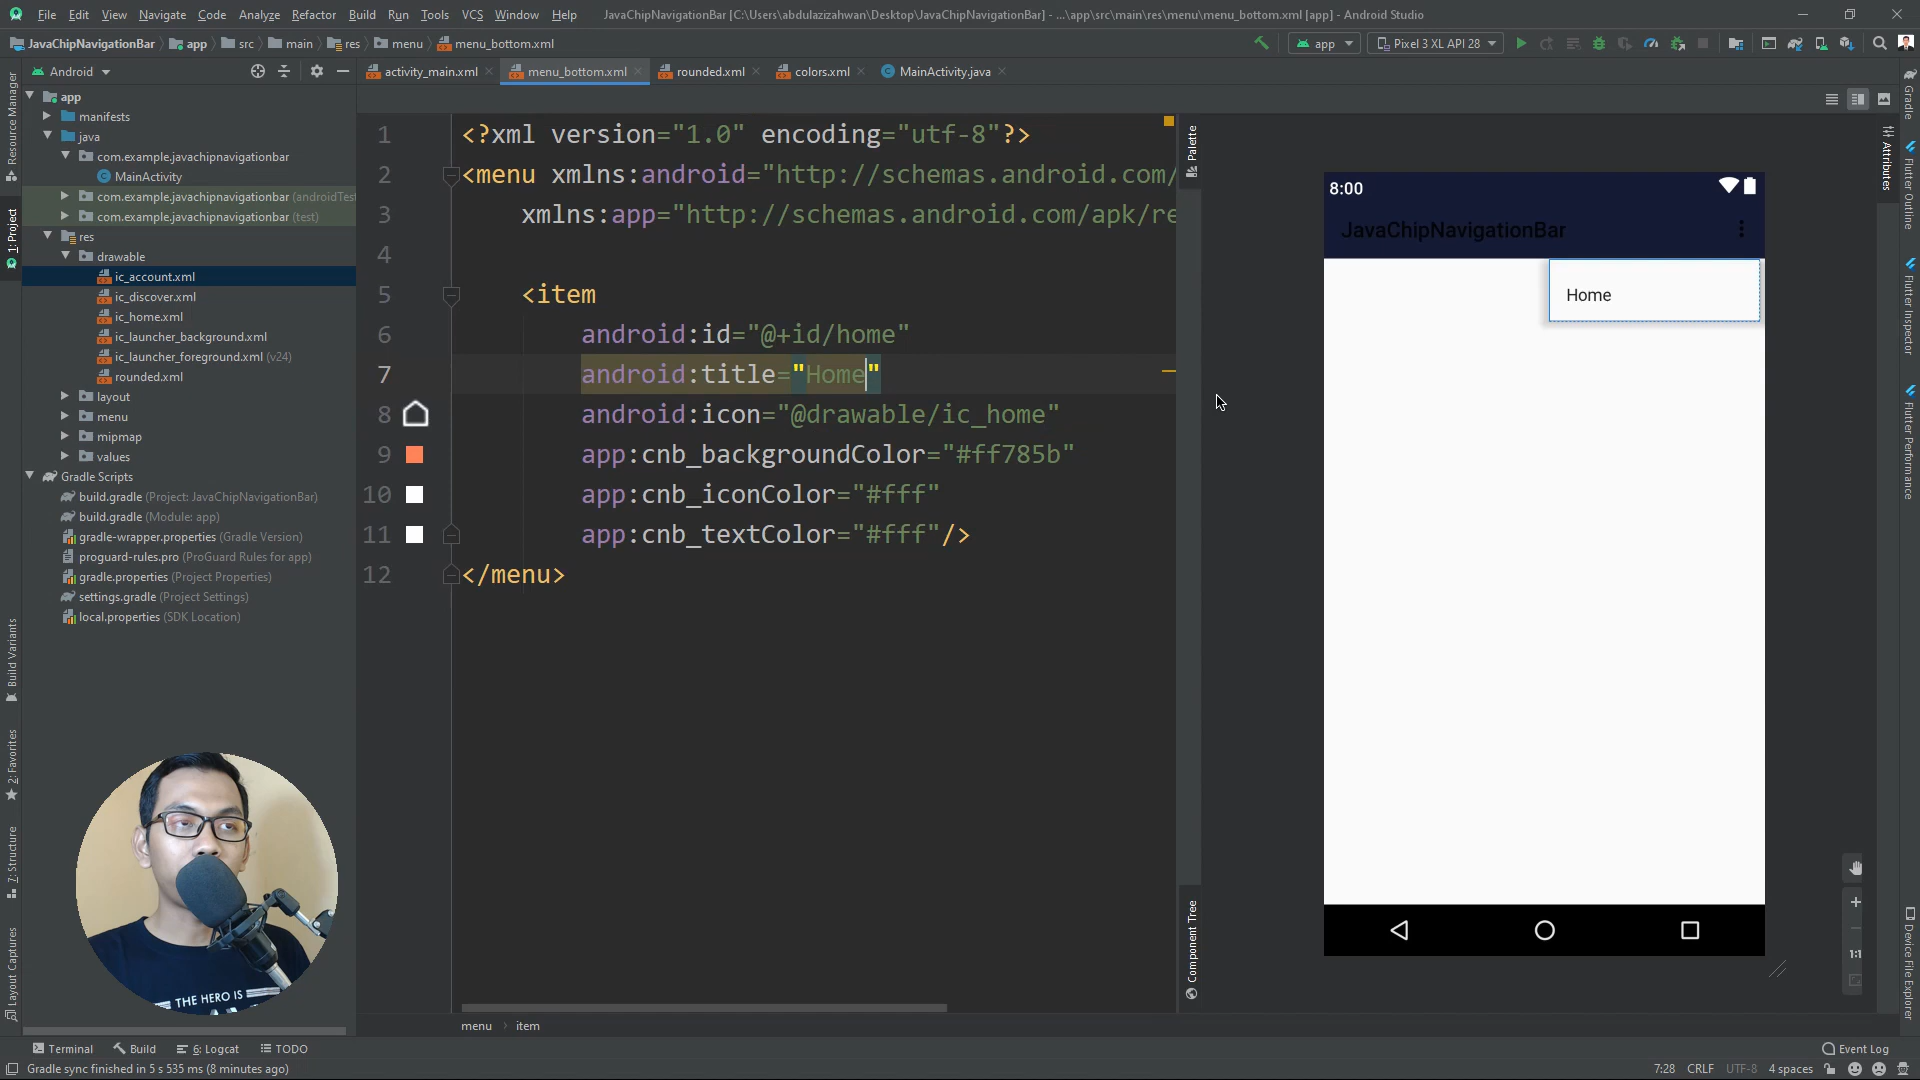 File Edit View Navigate Code Analyze Refactor Build Run Tools VCS Window Help JavaChipNavigationBar [C:\Users\abdulazizahwan\Desktop\JavaChipNavigationBar] - ...\app\src\main\res\menu\menu_bottom.xml [app] - Android Studio
JavaChipNavigationBar app src main res menu menu_bottom.xml app Pixel 3 XL API 28
Android activity_main.xml menu_bottom.xml rounded.xml colors.xml MainActivity.java
app
manifests
java
com.example.javachipnavigationbar
MainActivity
com.example.javachipnavigationbar (androidTest
com.example.javachipnavigationbar (test)
res
drawable
ic_account.xml
ic_discover.xml
ic_home.xml
ic_launcher_background.xml
ic_launcher_foreground.xml (v24)
rounded.xml
layout
menu
mipmap
values
Gradle Scripts
build.gradle (Project: JavaChipNavigationBar)
build.gradle (Module: app)
gradle-wrapper.properties (Gradle Version)
proguard-rules.pro (ProGuard Rules for app)
gradle.properties (Project Properties)
settings.gradle (Project Settings)
local.properties (SDK Location)
Resource Manager
1: Project
Build Variants
2: Favorites
7: Structure
Layout Captures
1 <?xml version="1.0" encoding="utf-8"?>
2 <menu xmlns:android="http://schemas.android.com/
3 xmlns:app="http://schemas.android.com/apk/re
4
5 <item
6 android:id="@+id/home"
7 android:title="Home"
8 android:icon="@drawable/ic_home"
9 app:cnb_backgroundColor="#ff785b"
10 app:cnb_iconColor="#fff"
11 app:cnb_textColor="#fff"/>
12 </menu>
menu item
Palette
Component Tree
8:00
JavaChipNavigationBar
Home
1:1
Attributes
Gradle
Flutter Outline
Flutter Inspector
Flutter Performance
Device File Explorer
THE HERO IS
Terminal Build 6: Logcat TODO Event Log
Gradle sync finished in 5 s 535 ms (8 minutes ago) 7:28 CRLF UTF-8 4 spaces